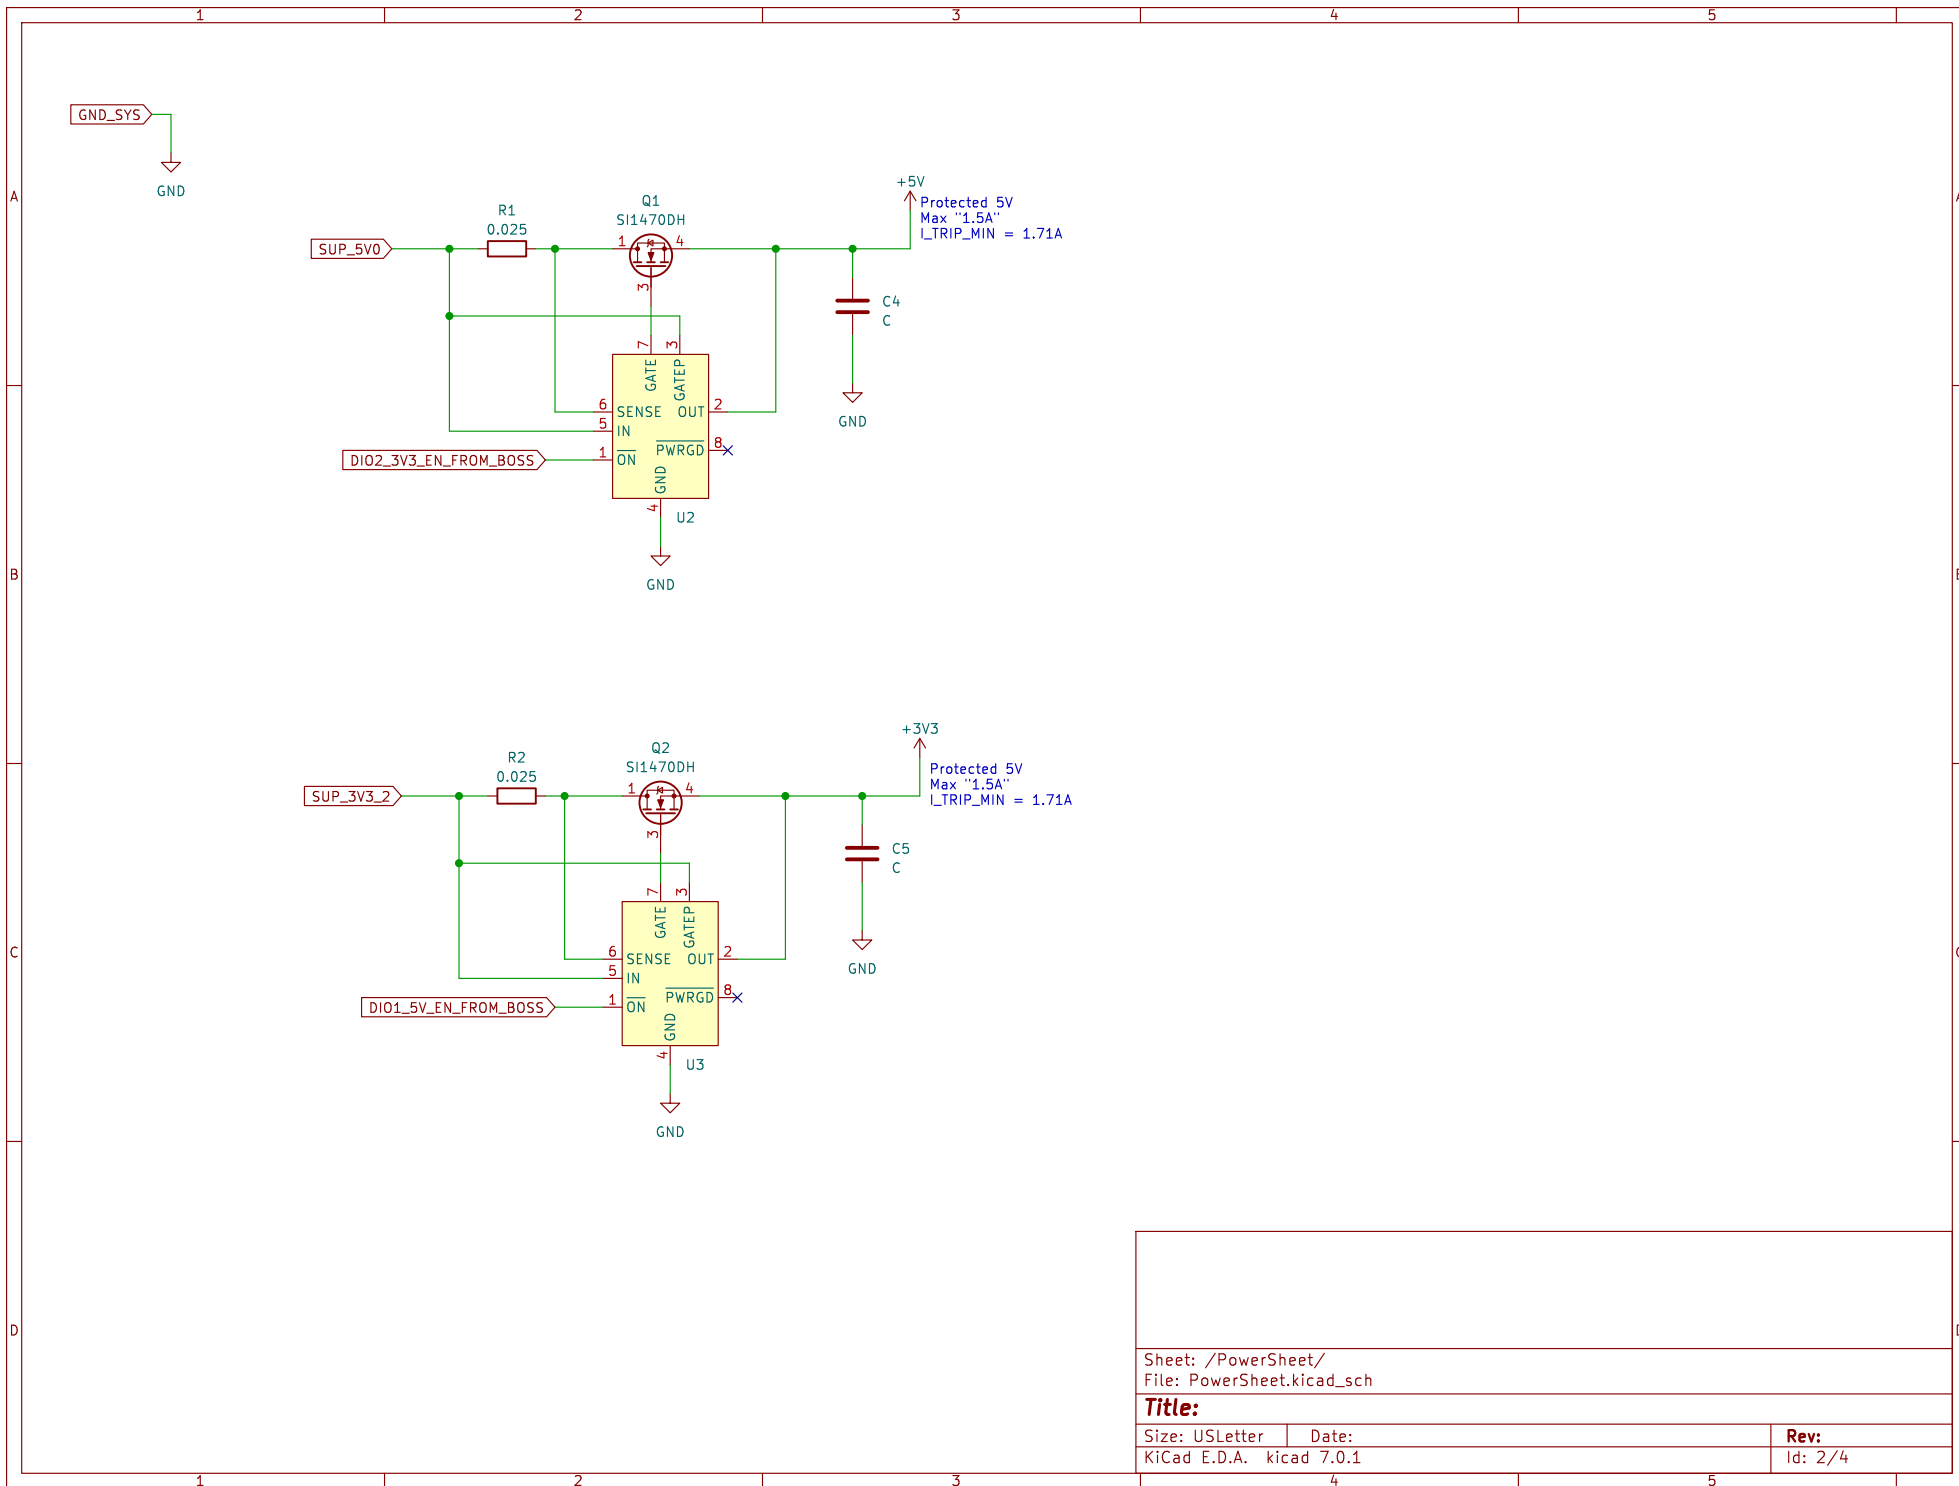 1 2 3 4 5
GND_SYS
GND
A
Q1
SI1470DH
R1
0.025
SUP_5V0
1 4
3
+5V
Protected 5V
Max "1.5A"
I_TRIP_MIN = 1.71A
C4
C
GND
7 3
GATE GATEP
6 SENSE OUT 2
5 IN
PWRGD 8
DIO2_3V3_EN_FROM_BOSS
1 ON
GND
4
U2
GND
B
Q2
SI1470DH
R2
0.025
SUP_3V3_2
1 4
3
+3V3
Protected 5V
Max "1.5A"
I_TRIP_MIN = 1.71A
C5
C
GND
7 3
GATE GATEP
C
6 SENSE OUT 2
5 IN
PWRGD 8
DIO1_5V_EN_FROM_BOSS
1 ON
GND
4
U3
GND
D
Sheet: /PowerSheet/
File: PowerSheet.kicad_sch
Title:
Size: USLetter Date: Rev:
KiCad E.D.A. kicad 7.0.1 Id: 2/4
1 2 3 4 5